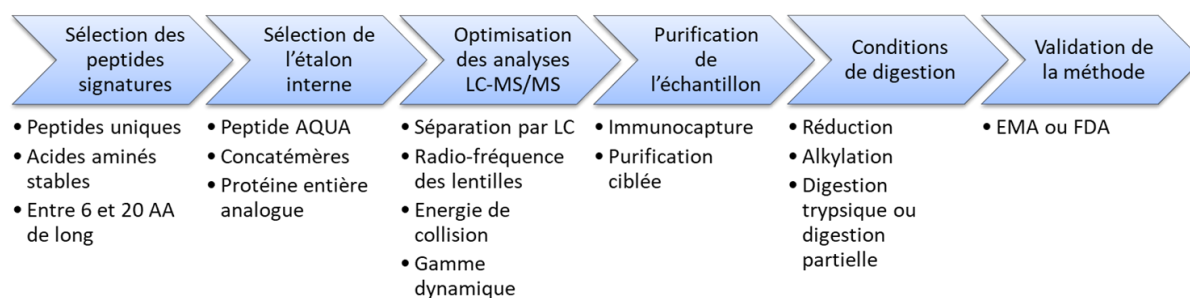 Sélection des
peptides
signatures
Sélection de
l'étalon
interne
Optimisation
des analyses
LC-MS/MS
Purification
de
l'échantillon
Conditions
de digestion
Validation de
la méthode
• Peptides uniques
• Acides aminés
stables
• Entre 6 et 20 AA
de long
• Peptide AQUA
• Concatémères
• Protéine entière
analogue
• Séparation par LC
• Radio-fréquence
des lentilles
• Energie de
collision
• Gamme
dynamique
• Immunocapture
• Purification
ciblée
• Réduction
• Alkylation
• Digestion
trypsique ou
digestion
partielle
• EMA ou FDA